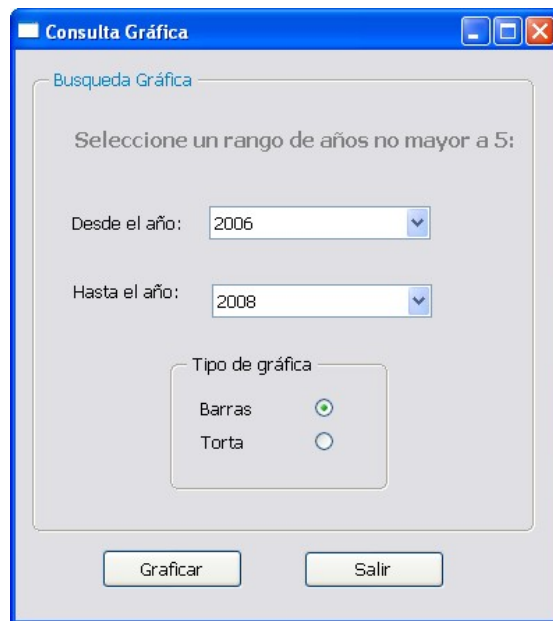 Consulta Gráfica
Busqueda Gráfica
Seleccione un rango de años no mayor a 5:
Desde el año: 2006
Hasta el año: 2008
Tipo de gráfica
Barras
Torta
Graficar Salir